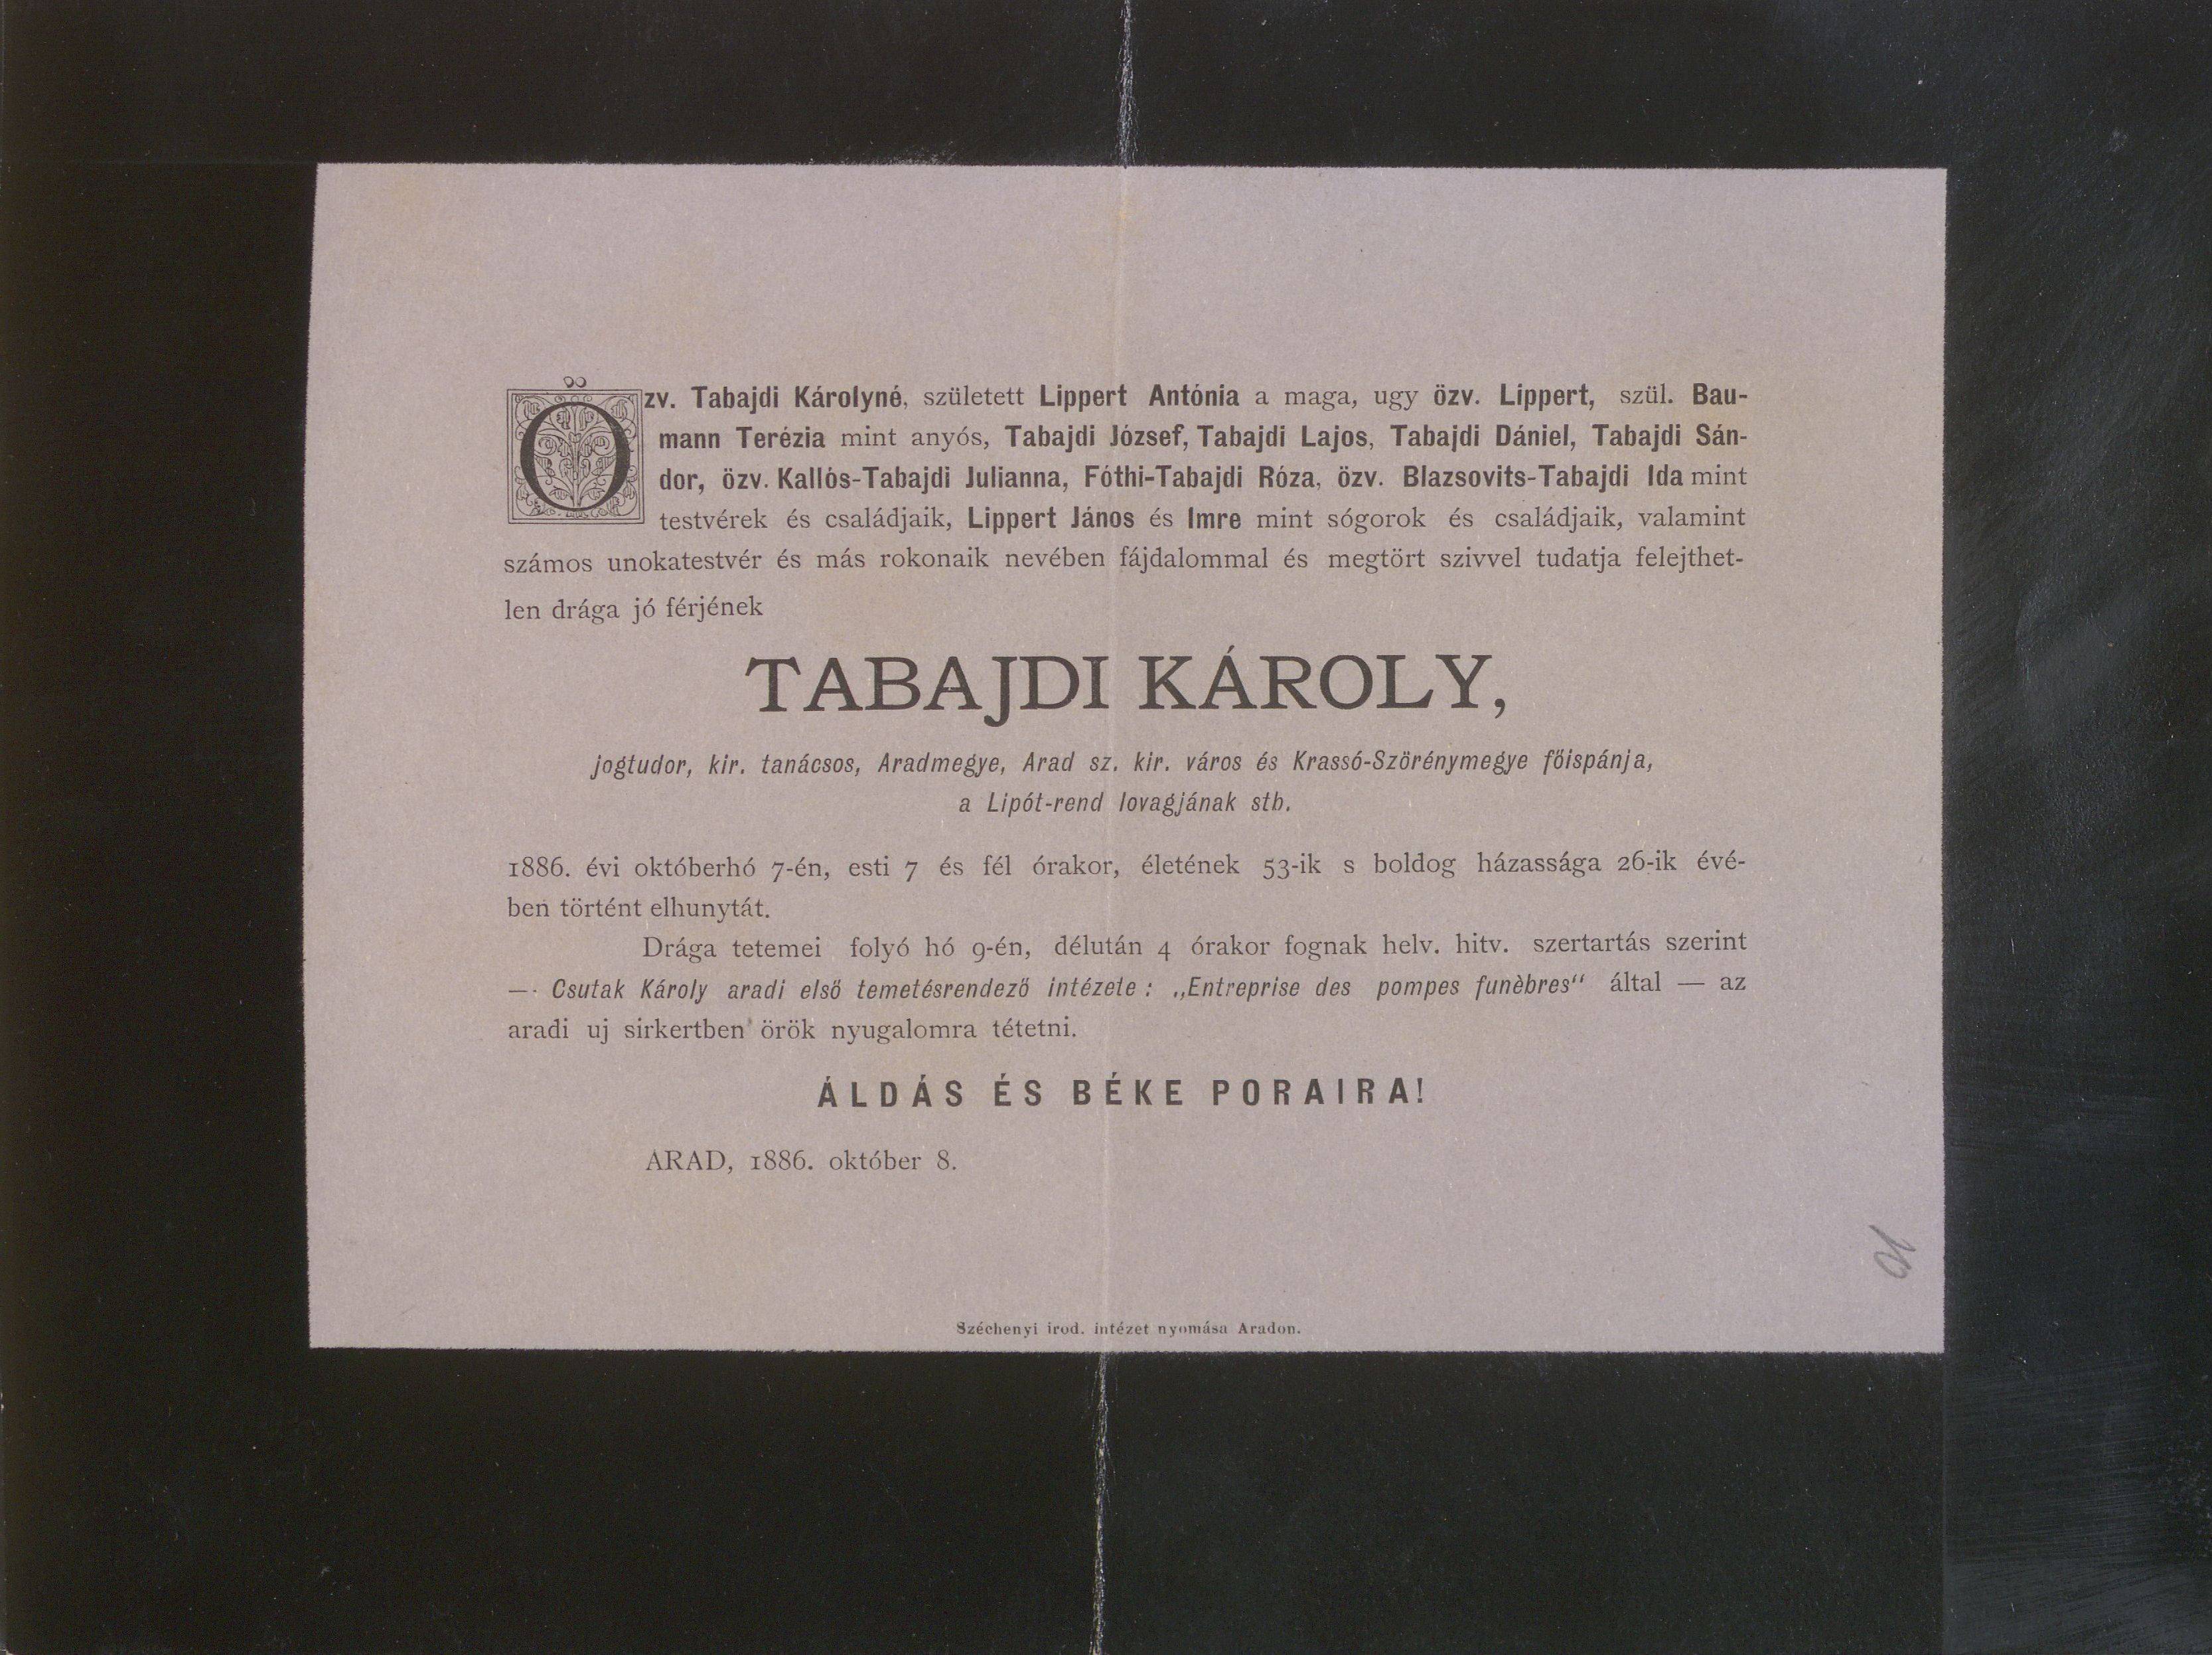 Özv. Tabajdi Károlyné, született Lippert Antónia a maga, ugy özv. Lippert, szül. Bau-
mann Terézia mint anyós, Tabajdi József, Tabajdi Lajos, Tabajdi Dániel, Tabajdi Sán-
dor, özv. Kallós-Tabajdi Julianna, Fóthi-Tabajdi Róza, özv. Blazsovits-Tabajdi Ida mint
testvérek és családjaik, Lippert János és Imre mint sógorok és családjaik, valamint
számos unokatestvér és más rokonaik nevében fájdalommal és megtört szivvel tudatja felejthet-
len drága jó férjének
TABAJDI KÁROLY,
jogtudor, kir. tanácsos, Aradmegye, Arad sz. kir. város és Krassó-Szörénymegye főispánja,
a Lipót-rend lovagjának stb.
1886. évi októberhó 7-én, esti 7 és fél órakor, életének 53-ik s boldog házassága 26-ik évé-
ben történt elhunytát.
Drága tetemei folyó hó 9-én, délután 4 órakor fognak helv. hitv. szertartás szerint
— Csutak Károly aradi első temetésrendező intézete : „Entreprise des pompes funèbres" által — az
aradi uj sirkertben örök nyugalomra tétetni.
ÁLDÁS ÉS BÉKE PORAIRA!
ARAD, 1886. október 8.
Széchenyi irod. intézet nyomása Aradon.